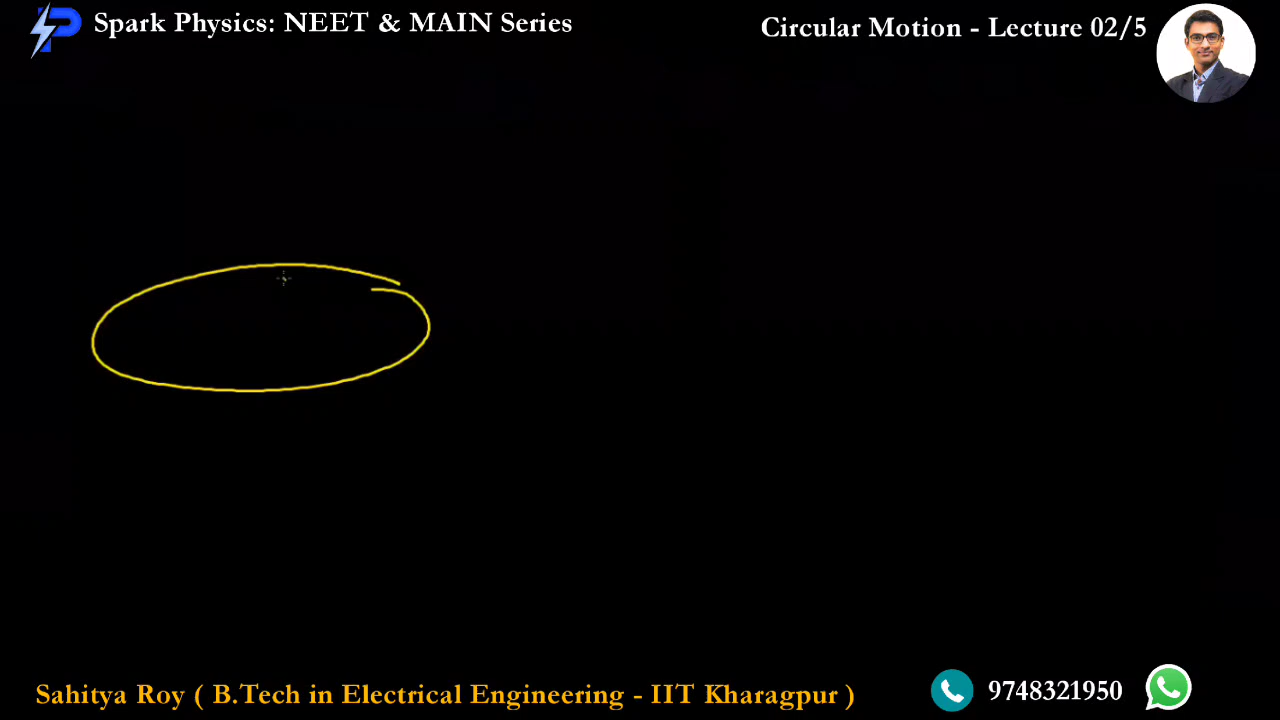 Spark Physics: NEET & MAIN Series
Circular Motion - Lecture 02/5
Sahitya Roy ( B.Tech in Electrical Engineering - IIT Kharagpur )
9748321950